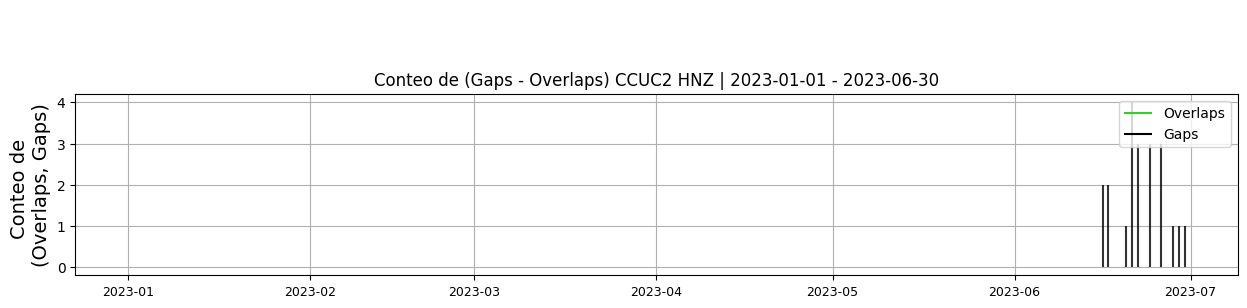 Conteo de (Gaps - Overlaps) CCUC2 HNZ | 2023-01-01 - 2023-06-30
Conteo de
(Overlaps, Gaps)
4
3
2
1
0
Overlaps
Gaps
2023-01
2023-02
2023-03
2023-04
2023-05
2023-06
2023-07